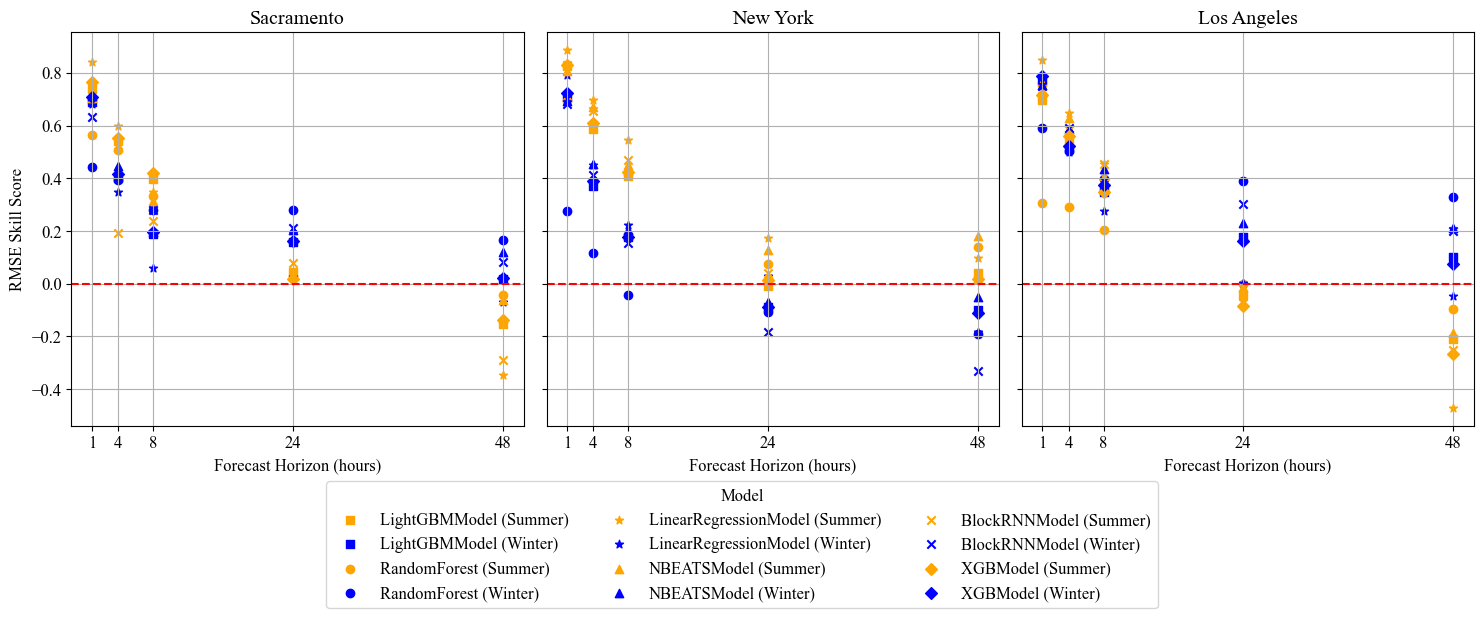 Sacramento
New York
Los Angeles
RMSE Skill Score
0.8
0.6
0.4
0.2
0.0
−0.2
−0.4
1 4 8 24 48
1 4 8 24 48
1 4 8 24 48
Forecast Horizon (hours)
Forecast Horizon (hours)
Forecast Horizon (hours)
Model
LightGBMModel (Summer)
LightGBMModel (Winter)
RandomForest (Summer)
RandomForest (Winter)
LinearRegressionModel (Summer)
LinearRegressionModel (Winter)
NBEATSModel (Summer)
NBEATSModel (Winter)
BlockRNNModel (Summer)
BlockRNNModel (Winter)
XGBModel (Summer)
XGBModel (Winter)